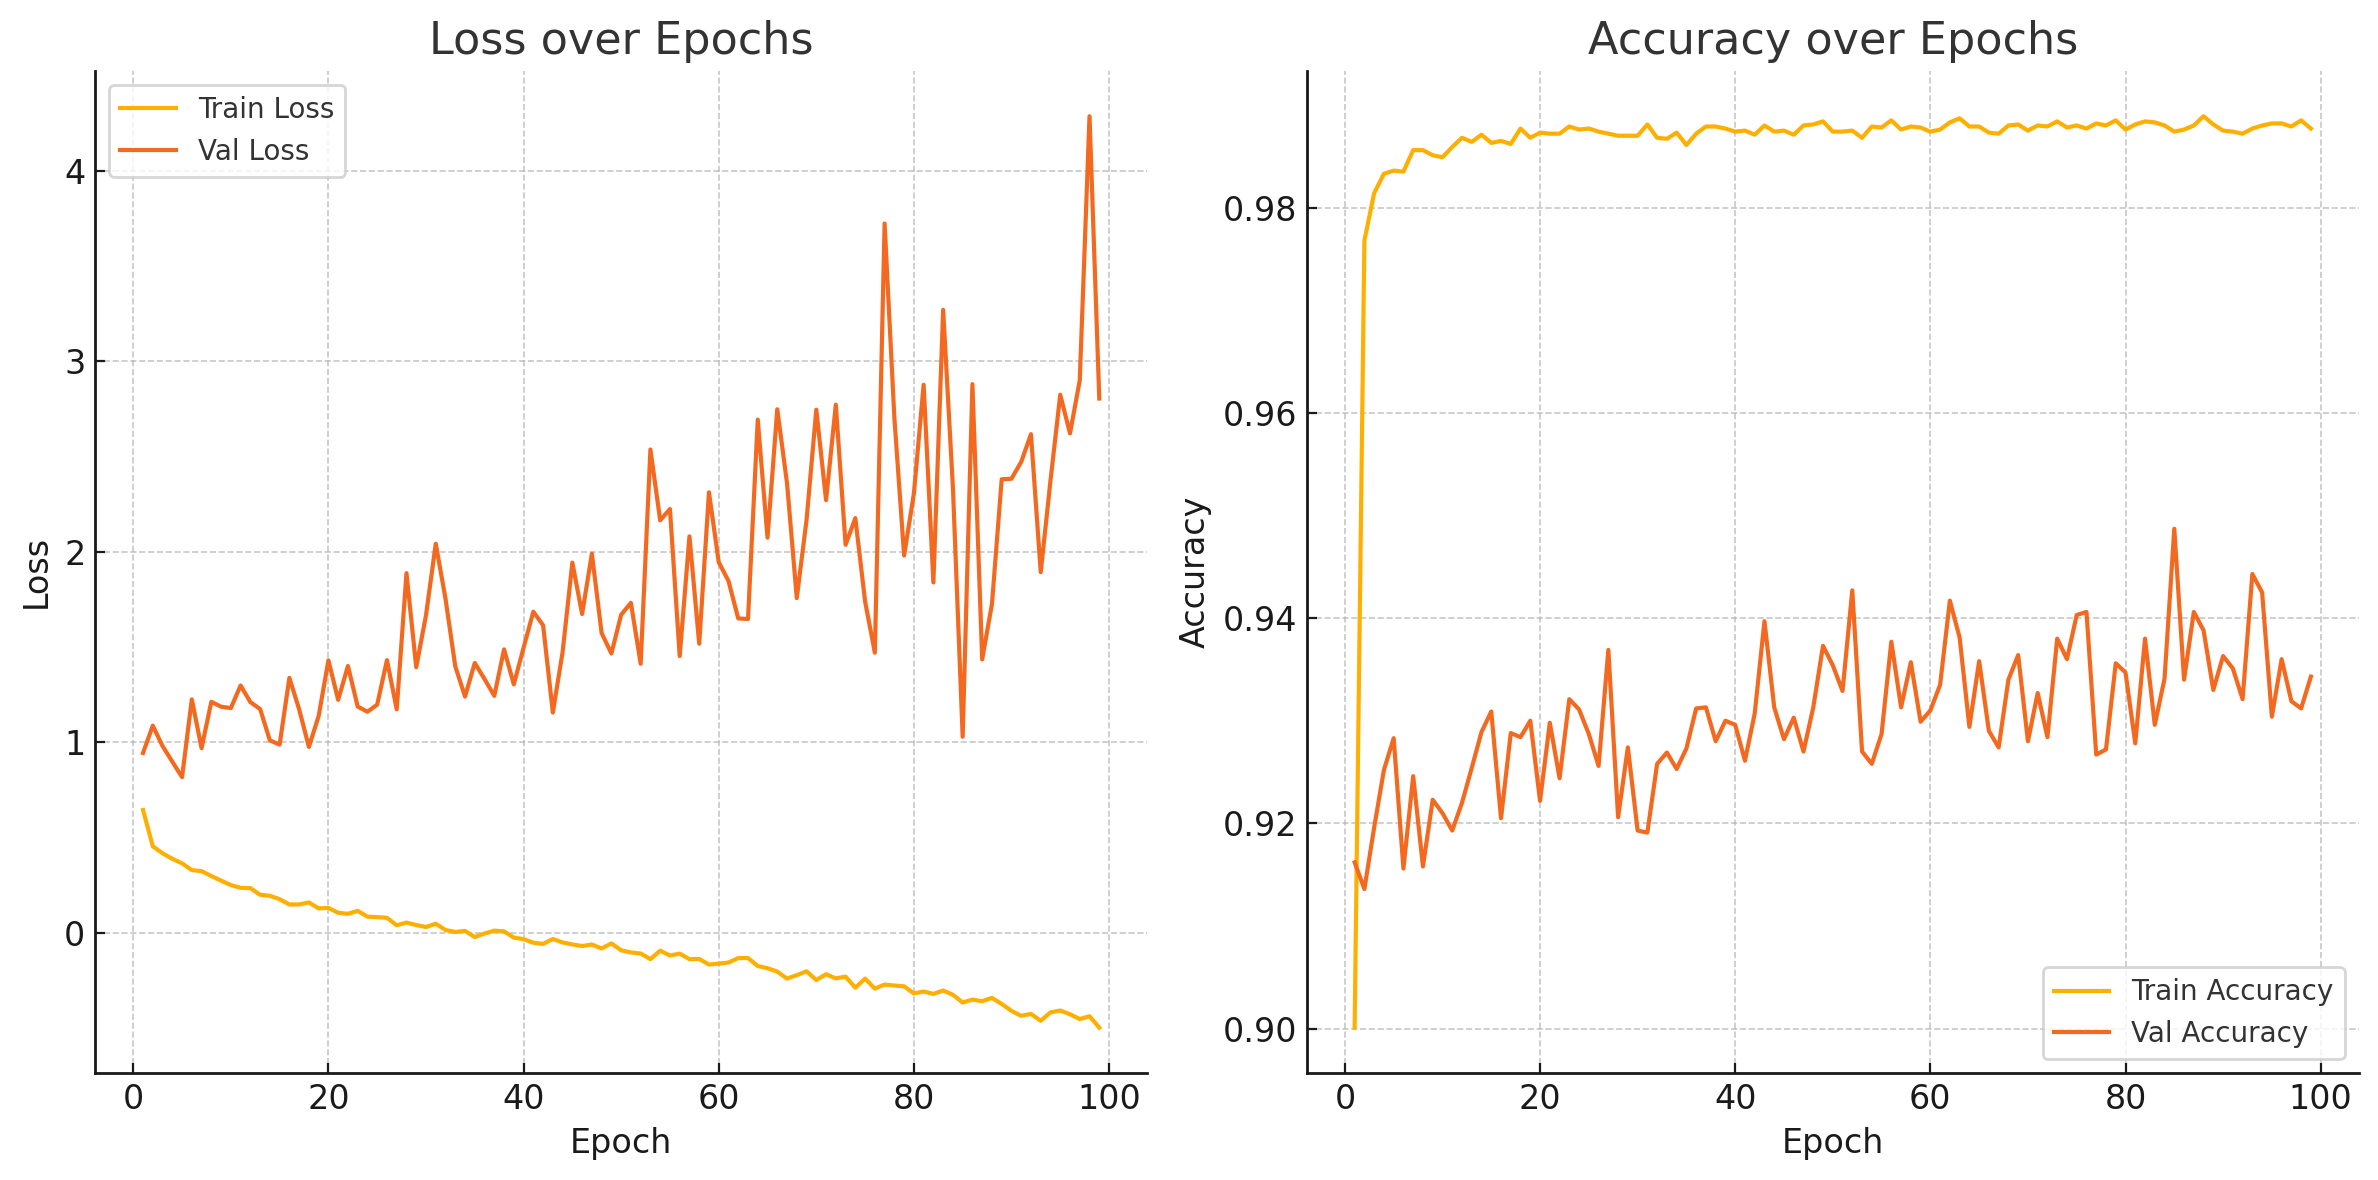 Loss over Epochs
Train Loss
Val Loss
4
3
2
1
0
Loss
0 20 40 60 80 100
Epoch
Accuracy over Epochs
0.98
0.96
0.94
0.92
0.90
Accuracy
Train Accuracy
Val Accuracy
0 20 40 60 80 100
Epoch